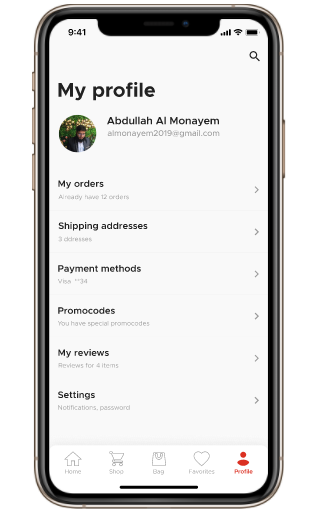 9:41
My profile
Abdullah Al Monayem
almonayem2019@gmail.com
My orders
Already have 12 orders
Shipping addresses
3 ddresses
Payment methods
Visa **34
Promocodes
You have special promocodes
My reviews
Reviews for 4 items
Settings
Notifications, password
Home
Shop
Bag
Favorites
Profile